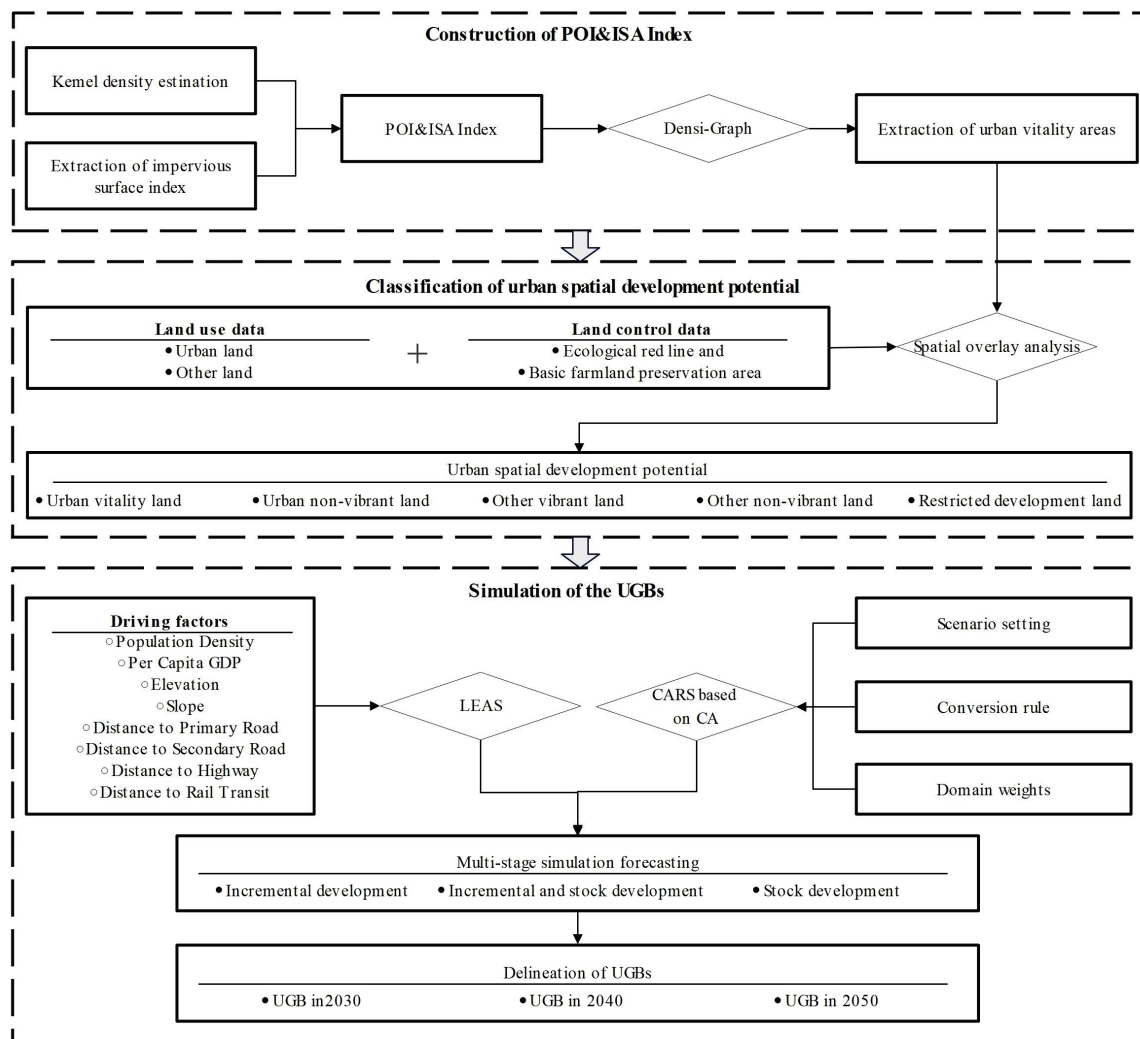 Construction of POI&ISA Index
Kemel density estination
Extraction of impervious
surface index
POI&ISA Index
Densi-Graph
Extraction of urban vitality areas
Classification of urban spatial development potential
Land use data
• Urban land
• Other land
+
Land control data
• Ecological red line and
• Basic farmland preservation area
Spatial overlay analysis
Urban spatial development potential
• Urban vitality land • Urban non-vibrant land • Other vibrant land • Other non-vibrant land • Restricted development land
Simulation of the UGBs
Driving factors
○ Population Density
○ Per Capita GDP
○ Elevation
○ Slope
○ Distance to Primary Road
○ Distance to Secondary Road
○ Distance to Highway
○ Distance to Rail Transit
LEAS
CARS based
on CA
Scenario setting
Conversion rule
Domain weights
Multi-stage simulation forecasting
• Incremental development • Incremental and stock development • Stock development
Delineation of UGBs
• UGB in2030 • UGB in 2040 • UGB in 2050